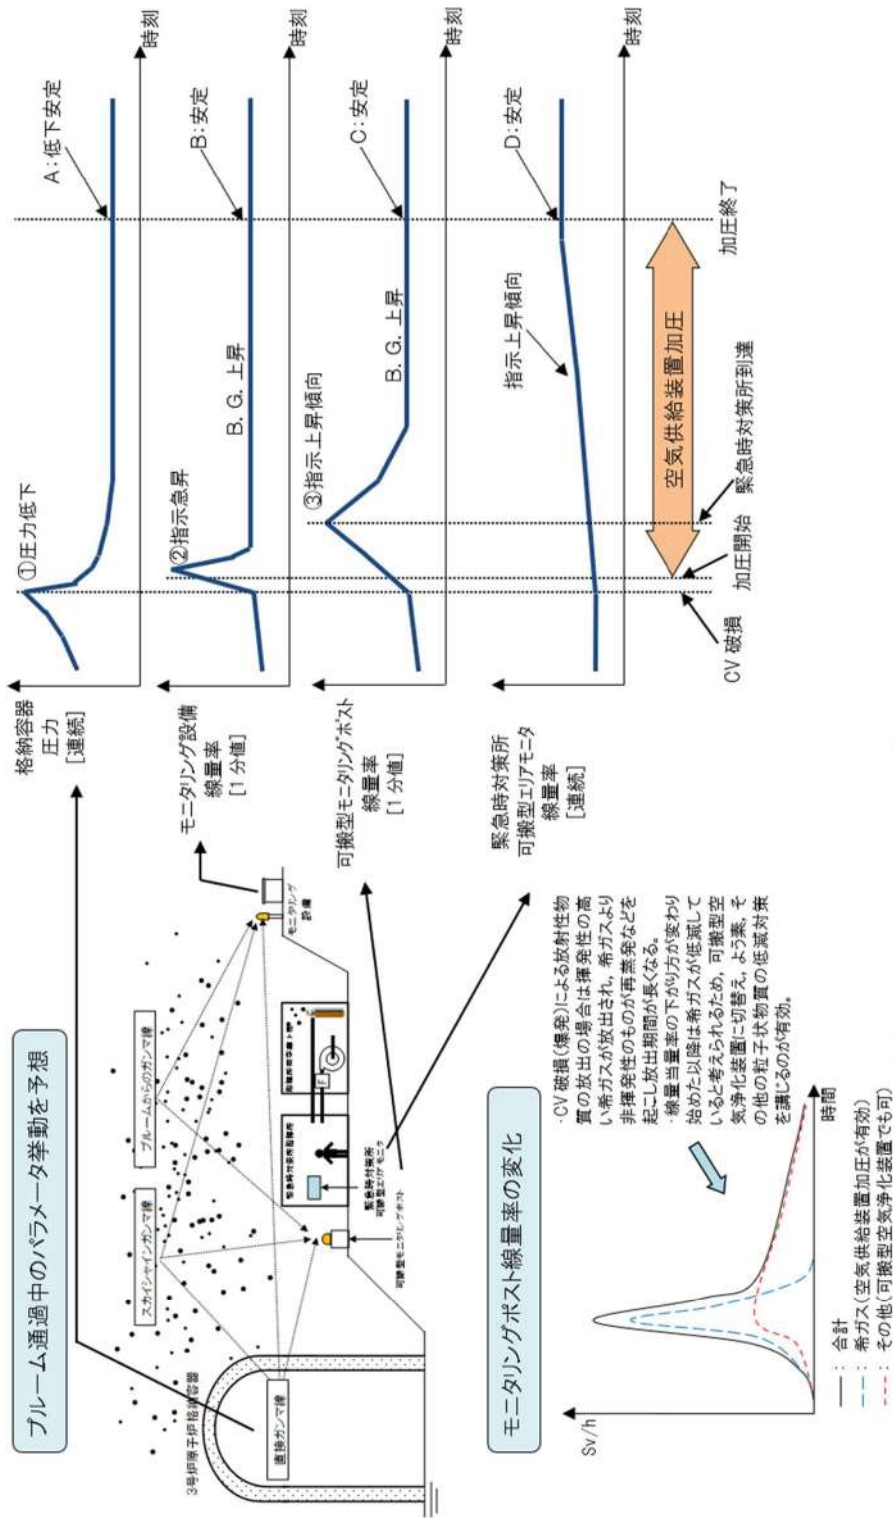 プルーム通過中のパラメータ挙動を予想
スカイシャインガンマ線
プルームからのガンマ線
3号炉原子炉格納容器
直接ガンマ線
緊急時対策所指揮所
緊急時対策所
可搬型エリアモニタ
可搬型モニタリングポスト
モニタリング
設備
F
格納容器
圧力
[連続]
①圧力低下
A:低下安定
時刻
モニタリング設備
線量率
[1分値]
②指示急昇
B. G. 上昇
B:安定
時刻
可搬型モニタリングポスト
線量率
[1分値]
③指示上昇傾向
B. G. 上昇
C:安定
時刻
緊急時対策所
可搬型エリアモニタ
線量率
[連続]
指示上昇傾向
D:安定
時刻
空気供給装置加圧
CV 破損
加圧開始
緊急時対策所到達
加圧終了
モニタリングポスト線量率の変化
Sv/h
時間
:合計
:希ガス(空気供給装置加圧が有効)
:その他(可搬型空気浄化装置でも可)
・CV 破損(爆発)による放射性物
質の放出の場合は揮発性の高
い希ガスが放出され, 希ガスより
非揮発性のものが再蒸発などを
起こし放出期間が長くなる。
・線量当量率の下がり方が変わり
始めた以降は希ガスが低減して
いると考えられるため, 可搬型空
気浄化装置に切替え, よう素, そ
の他の粒子状物質の低減対策
を講じるのが有効。